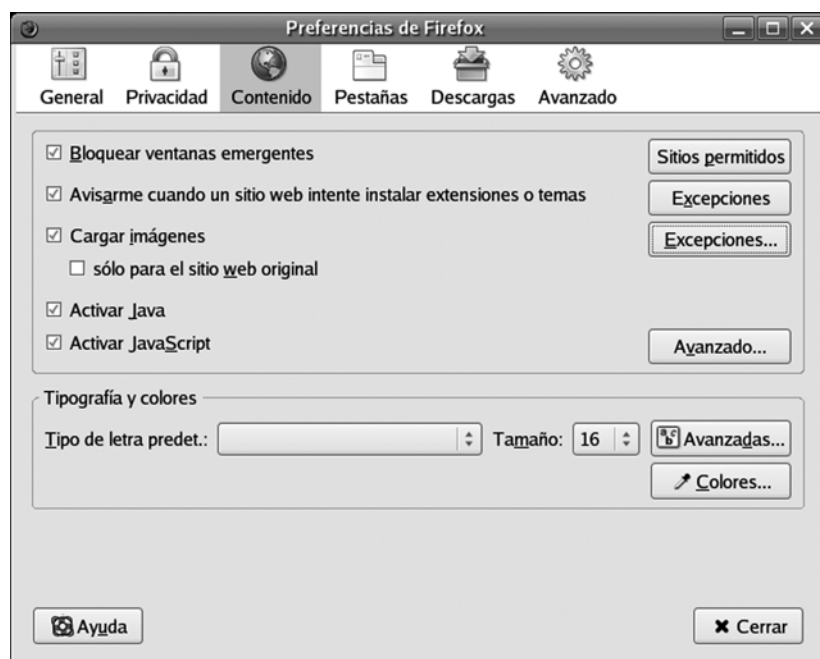 Preferencias de Firefox
General Privacidad Contenido Pestañas Descargas Avanzado
Bloquear ventanas emergentes Sitios permitidos
Avisarme cuando un sitio web intente instalar extensiones o temas Excepciones
Cargar imágenes Excepciones...
sólo para el sitio web original
Activar Java
Activar JavaScript Avanzado...
Tipografía y colores
Tipo de letra predet.: Tamaño: 16 Avanzadas...
Colores...
Ayuda Cerrar